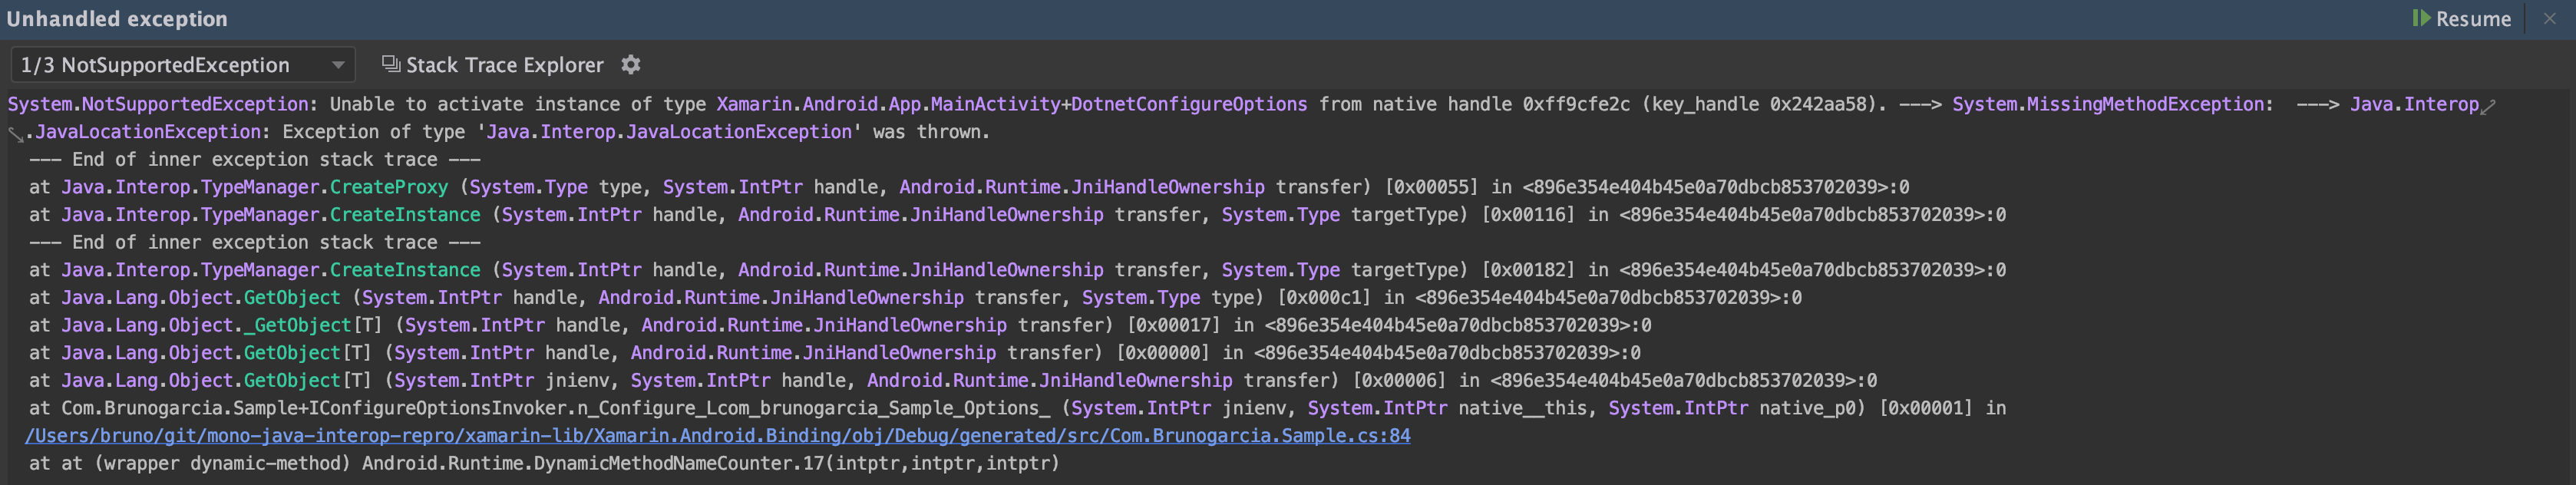 Unhandled exception
Resume
1/3 NotSupportedException
Stack Trace Explorer
System.NotSupportedException: Unable to activate instance of type Xamarin.Android.App.MainActivity+DotnetConfigureOptions from native handle 0xff9cfe2c (key_handle 0x242aa58). ---> System.MissingMethodException:  ---> Java.Interop
.JavaLocationException: Exception of type 'Java.Interop.JavaLocationException' was thrown.
--- End of inner exception stack trace ---
at Java.Interop.TypeManager.CreateProxy (System.Type type, System.IntPtr handle, Android.Runtime.JniHandleOwnership transfer) [0x00055] in <896e354e404b45e0a70dbcb853702039>:0
at Java.Interop.TypeManager.CreateInstance (System.IntPtr handle, Android.Runtime.JniHandleOwnership transfer, System.Type targetType) [0x00116] in <896e354e404b45e0a70dbcb853702039>:0
--- End of inner exception stack trace ---
at Java.Interop.TypeManager.CreateInstance (System.IntPtr handle, Android.Runtime.JniHandleOwnership transfer, System.Type targetType) [0x00182] in <896e354e404b45e0a70dbcb853702039>:0
at Java.Lang.Object.GetObject (System.IntPtr handle, Android.Runtime.JniHandleOwnership transfer, System.Type type) [0x000c1] in <896e354e404b45e0a70dbcb853702039>:0
at Java.Lang.Object._GetObject[T] (System.IntPtr handle, Android.Runtime.JniHandleOwnership transfer) [0x00017] in <896e354e404b45e0a70dbcb853702039>:0
at Java.Lang.Object.GetObject[T] (System.IntPtr handle, Android.Runtime.JniHandleOwnership transfer) [0x00000] in <896e354e404b45e0a70dbcb853702039>:0
at Java.Lang.Object.GetObject[T] (System.IntPtr jnienv, System.IntPtr handle, Android.Runtime.JniHandleOwnership transfer) [0x00006] in <896e354e404b45e0a70dbcb853702039>:0
at Com.Brunogarcia.Sample+IConfigureOptionsInvoker.n_Configure_Lcom_brunogarcia_Sample_Options_ (System.IntPtr jnienv, System.IntPtr native__this, System.IntPtr native_p0) [0x00001] in
/Users/bruno/git/mono-java-interop-repro/xamarin-lib/Xamarin.Android.Binding/obj/Debug/generated/src/Com.Brunogarcia.Sample.cs:84
at at (wrapper dynamic-method) Android.Runtime.DynamicMethodNameCounter.17(intptr,intptr,intptr)